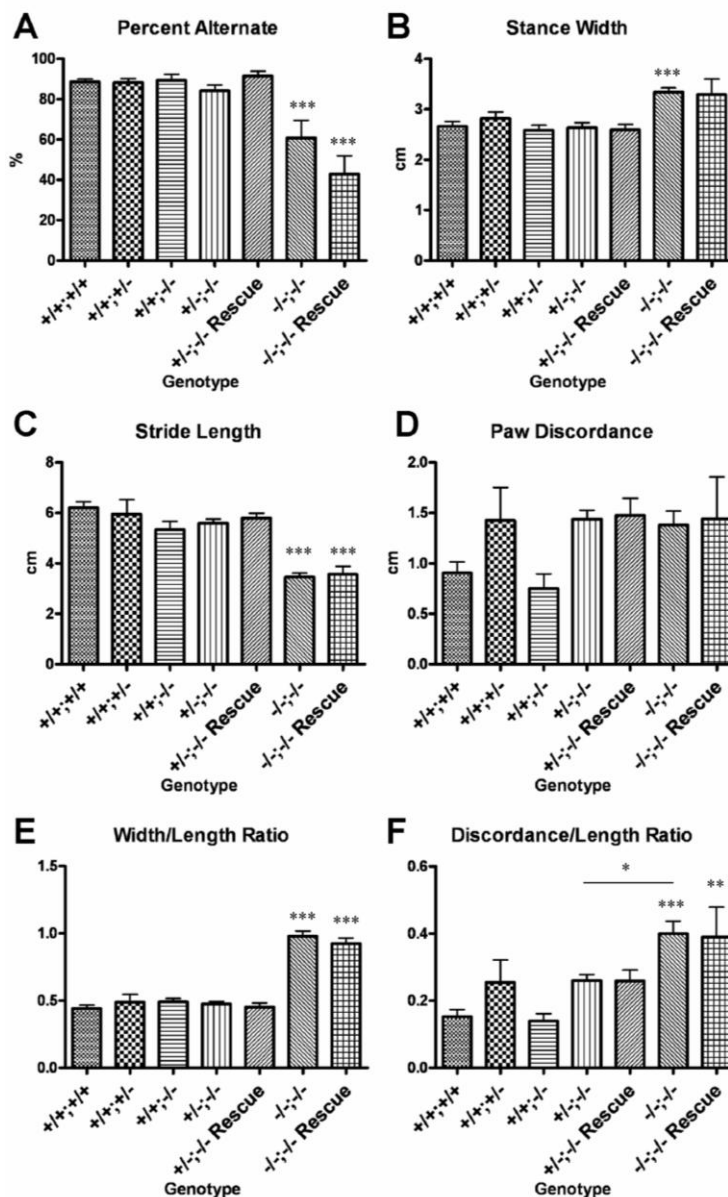 A
Percent Alternate
100
80
60
40
20
0
%
***
***
+/+;+/+
+/+;+/-
+/+;-/-
+/-;-/-
+/-;-/- Rescue
-/-;-/-
-/-;-/- Rescue
Genotype
B
Stance Width
4
3
2
1
0
cm
***
+/+;+/+
+/+;+/-
+/+;-/-
+/-;-/-
+/-;-/- Rescue
-/-;-/-
-/-;-/- Rescue
Genotype
C
Stride Length
8
6
4
2
0
cm
***
***
+/+;+/+
+/+;+/-
+/+;-/-
+/-;-/-
+/-;-/- Rescue
-/-;-/-
-/-;-/- Rescue
Genotype
D
Paw Discordance
2.0
1.5
1.0
0.5
0.0
cm
+/+;+/+
+/+;+/-
+/+;-/-
+/-;-/-
+/-;-/- Rescue
-/-;-/-
-/-;-/- Rescue
Genotype
E
Width/Length Ratio
1.5
1.0
0.5
0.0
***
***
+/+;+/+
+/+;+/-
+/+;-/-
+/-;-/-
+/-;-/- Rescue
-/-;-/-
-/-;-/- Rescue
Genotype
F
Discordance/Length Ratio
0.6
0.4
0.2
0.0
*
***
**
+/+;+/+
+/+;+/-
+/+;-/-
+/-;-/-
+/-;-/- Rescue
-/-;-/-
-/-;-/- Rescue
Genotype